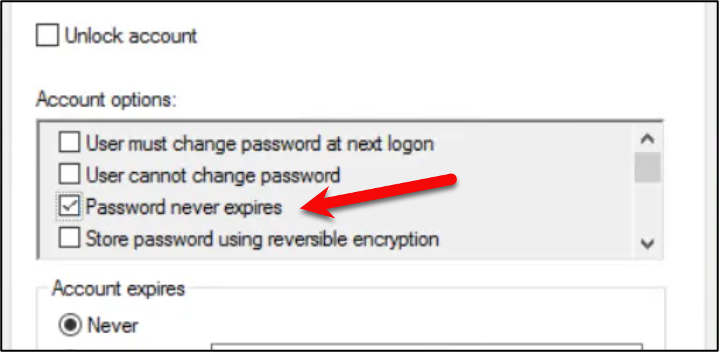 Unlock account
Account options:
User must change password at next logon
User cannot change password
Password never expires
Store password using reversible encryption
Account expires
Never